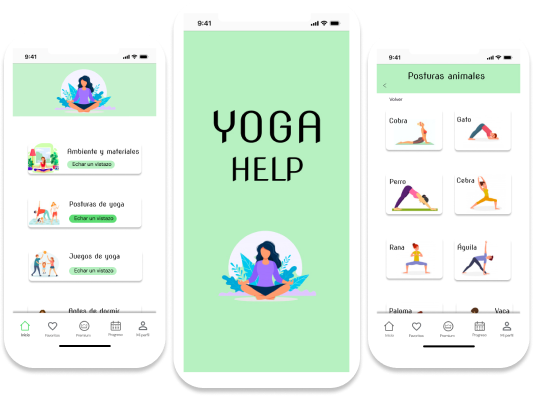 9:41
Ambiente y materiales
Echar un vistazo
Posturas de yoga
Echar un vistazo
Juegos de yoga
Echar un vistazo
Antes de dormir
Inicio
Favoritos
Premium
Progreso
Mi perfil
9:41
YOGA
HELP
9:41
Posturas animales
<
Volver
Cobra
Gato
Perro
Cebra
Rana
Águila
Paloma
Vaca
Inicio
Favoritos
Premium
Progreso
Mi perfil